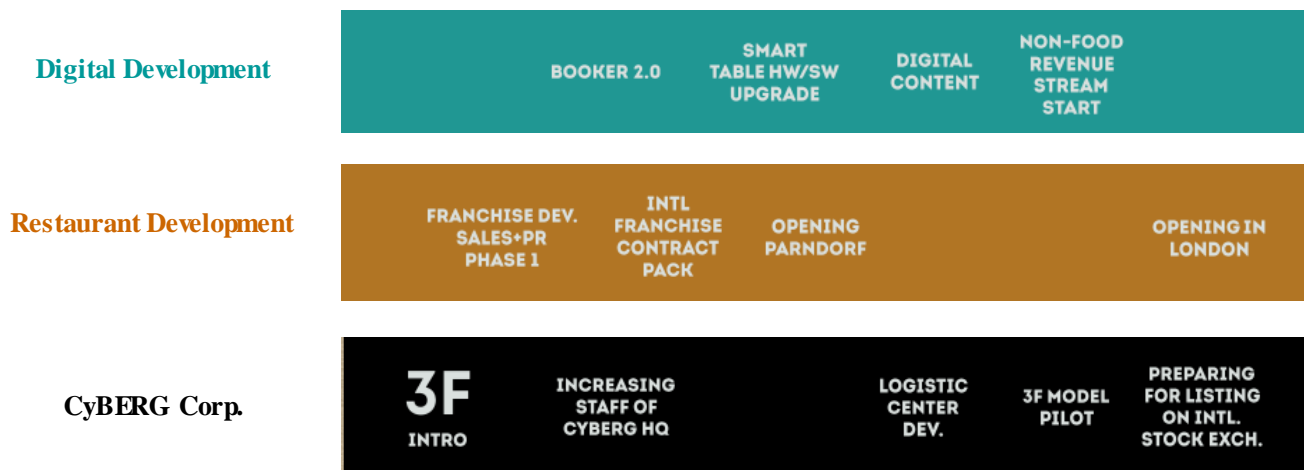 Digital Development
BOOKER 2.0
SMART
TABLE HW/SW
UPGRADE
DIGITAL
CONTENT
NON-FOOD
REVENUE
STREAM
START
Restaurant Development
FRANCHISE DEV.
SALES+PR
PHASE 1
INTL
FRANCHISE
CONTRACT
PACK
OPENING
PARNDORF
OPENING IN
LONDON
CyBERG Corp.
3F
INTRO
INCREASING
STAFF OF
CYBERG HQ
LOGISTIC
CENTER
DEV.
3F MODEL
PILOT
PREPARING
FOR LISTING
ON INTL.
STOCK EXCH.